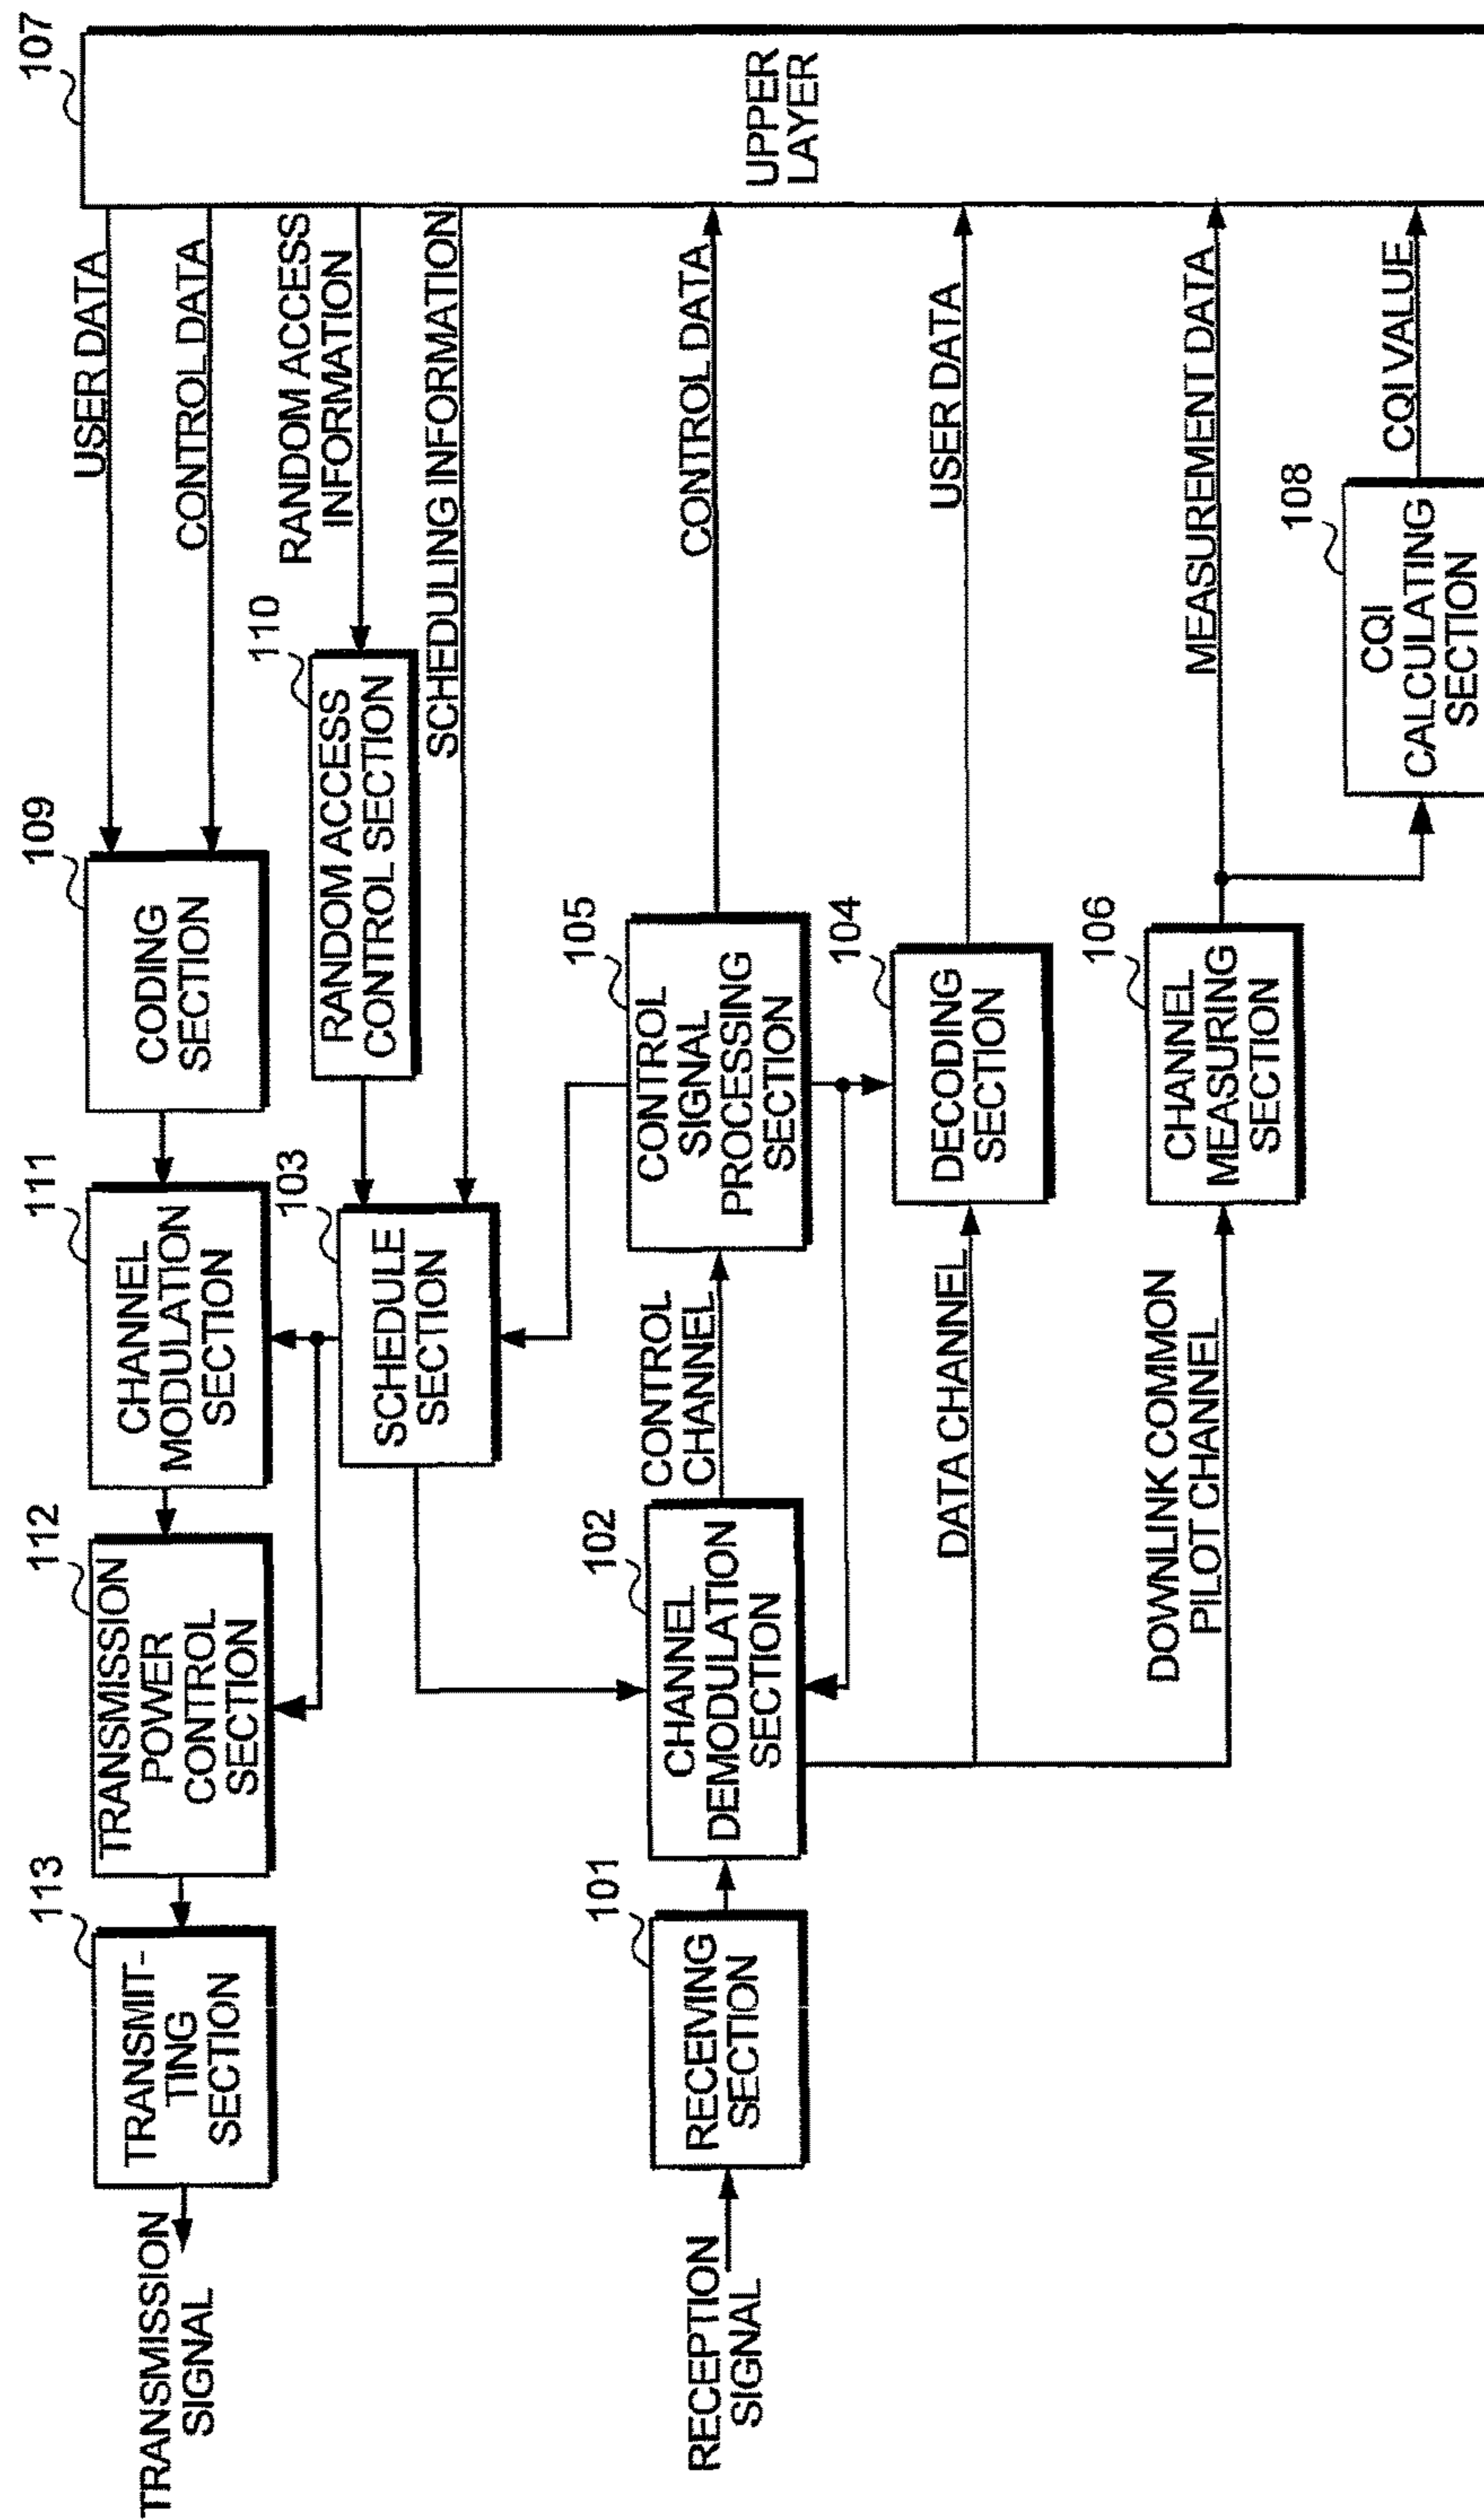 TRANSMISSION
SIGNAL
113
TRANSMIT-
TING
SECTION
112
TRANSMISSION
POWER
CONTROL
SECTION
111
CHANNEL
MODULATION
SECTION
109
CODING
SECTION
USER DATA
CONTROL DATA
107
UPPER
LAYER
103
SCHEDULE
SECTION
110
RANDOM ACCESS
CONTROL SECTION
RANDOM ACCESS
INFORMATION
SCHEDULING INFORMATION
RECEPTION
SIGNAL
101
RECEIVING
SECTION
102
CHANNEL
DEMODULATION
SECTION
CONTROL
CHANNEL
105
CONTROL
SIGNAL
PROCESSING
SECTION
CONTROL DATA
DATA CHANNEL
104
DECODING
SECTION
USER DATA
DOWNLINK COMMON
PILOT CHANNEL
106
CHANNEL
MEASURING
SECTION
MEASUREMENT DATA
108
CQI
CALCULATING
SECTION
CQI VALUE